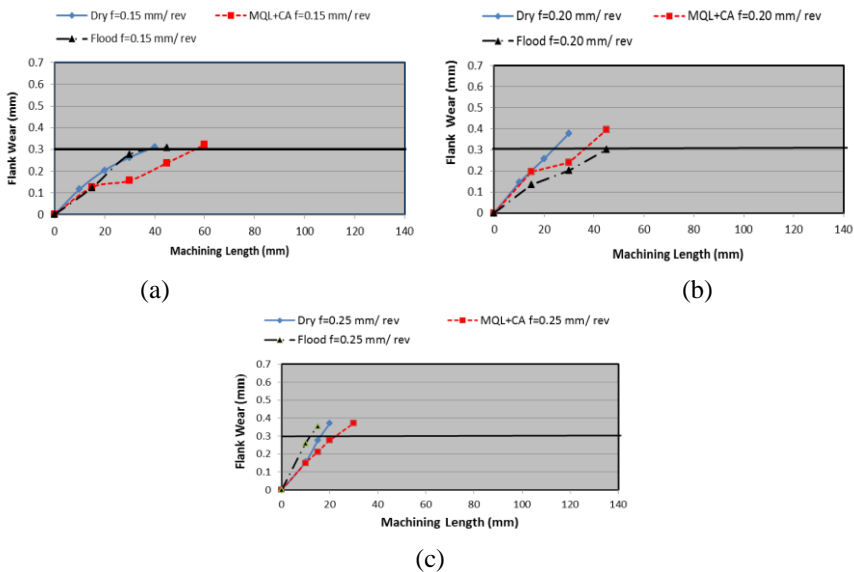 Dry f=0.15 mm/ rev
MQL+CA f=0.15 mm/ rev
Flood f=0.15 mm/ rev
0.7
0.6
0.5
0.4
0.3
0.2
0.1
0
Flank Wear (mm)
0 20 40 60 80 100 120 140
Machining Length (mm)
(a)
Dry f=0.20 mm/ rev
MQL+CA f=0.20 mm/ rev
Flood f=0.20 mm/ rev
0.7
0.6
0.5
0.4
0.3
0.2
0.1
0
Flank Wear (mm)
0 20 40 60 80 100 120 140
Machining Length (mm)
(b)
Dry f=0.25 mm/ rev
MQL+CA f=0.25 mm/ rev
Flood f=0.25 mm/ rev
0.7
0.6
0.5
0.4
0.3
0.2
0.1
0
Flank Wear (mm)
0 20 40 60 80 100 120 140
Machining Length (mm)
(c)